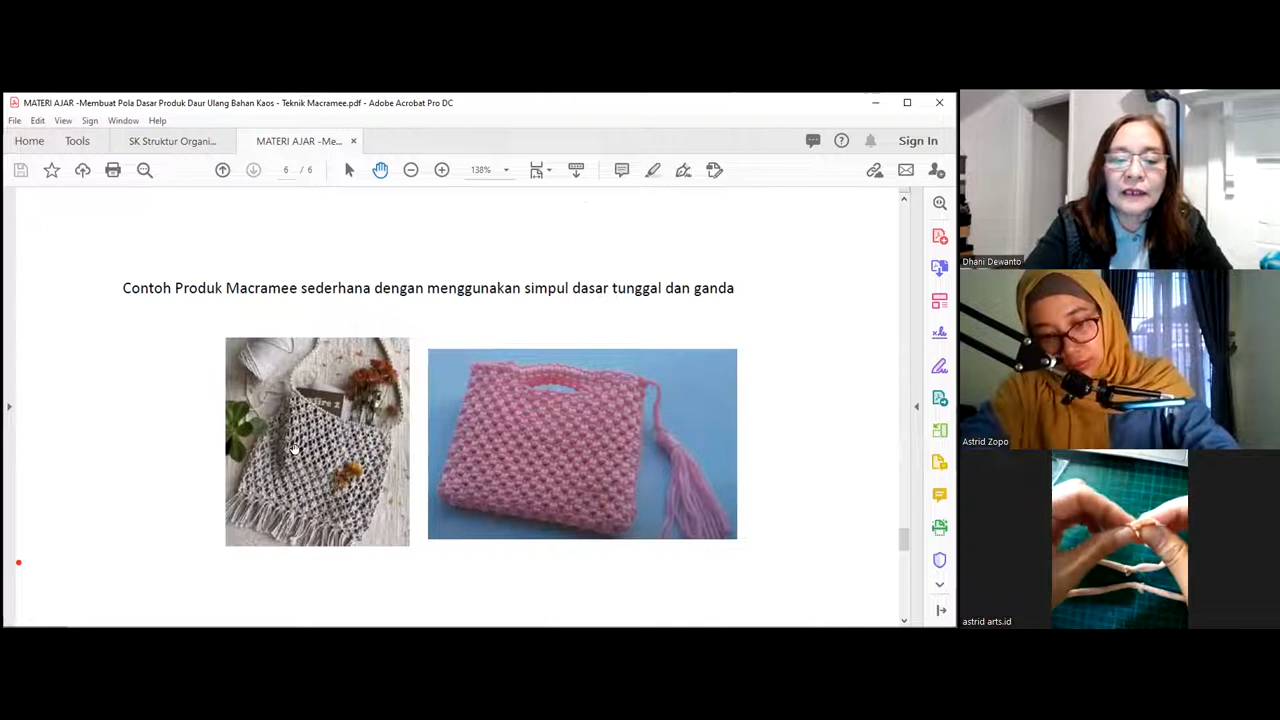 MATERI AJAR -Membuat Pola Dasar Produk Daur Ulang Bahan Kaos - Teknik Macramee.pdf - Adobe Acrobat Pro DC
File Edit View Sign Window Help
Home Tools SK Struktur Organi... MATERI AJAR -Me... Sign In
6 / 6 138%
Contoh Produk Macramee sederhana dengan menggunakan simpul dasar tunggal dan ganda
Dhani Dewanto
Astrid Zopo
astrid arts.id